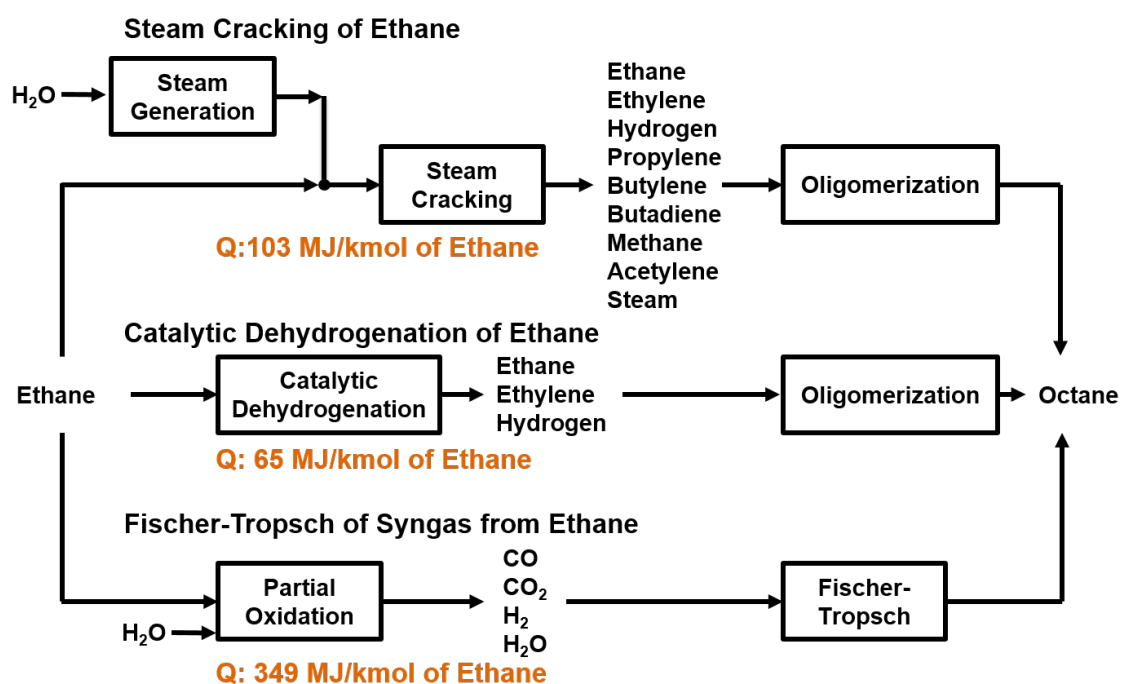 Steam Cracking of Ethane
H₂O
Steam
Generation
Steam
Cracking
Q:103 MJ/kmol of Ethane
Ethane
Ethylene
Hydrogen
Propylene
Butylene
Butadiene
Methane
Acetylene
Steam
Oligomerization
Catalytic Dehydrogenation of Ethane
Ethane
Catalytic
Dehydrogenation
Q: 65 MJ/kmol of Ethane
Ethane
Ethylene
Hydrogen
Oligomerization
Octane
Fischer-Tropsch of Syngas from Ethane
H₂O
Partial
Oxidation
Q: 349 MJ/kmol of Ethane
CO
CO₂
H₂
H₂O
Fischer-
Tropsch